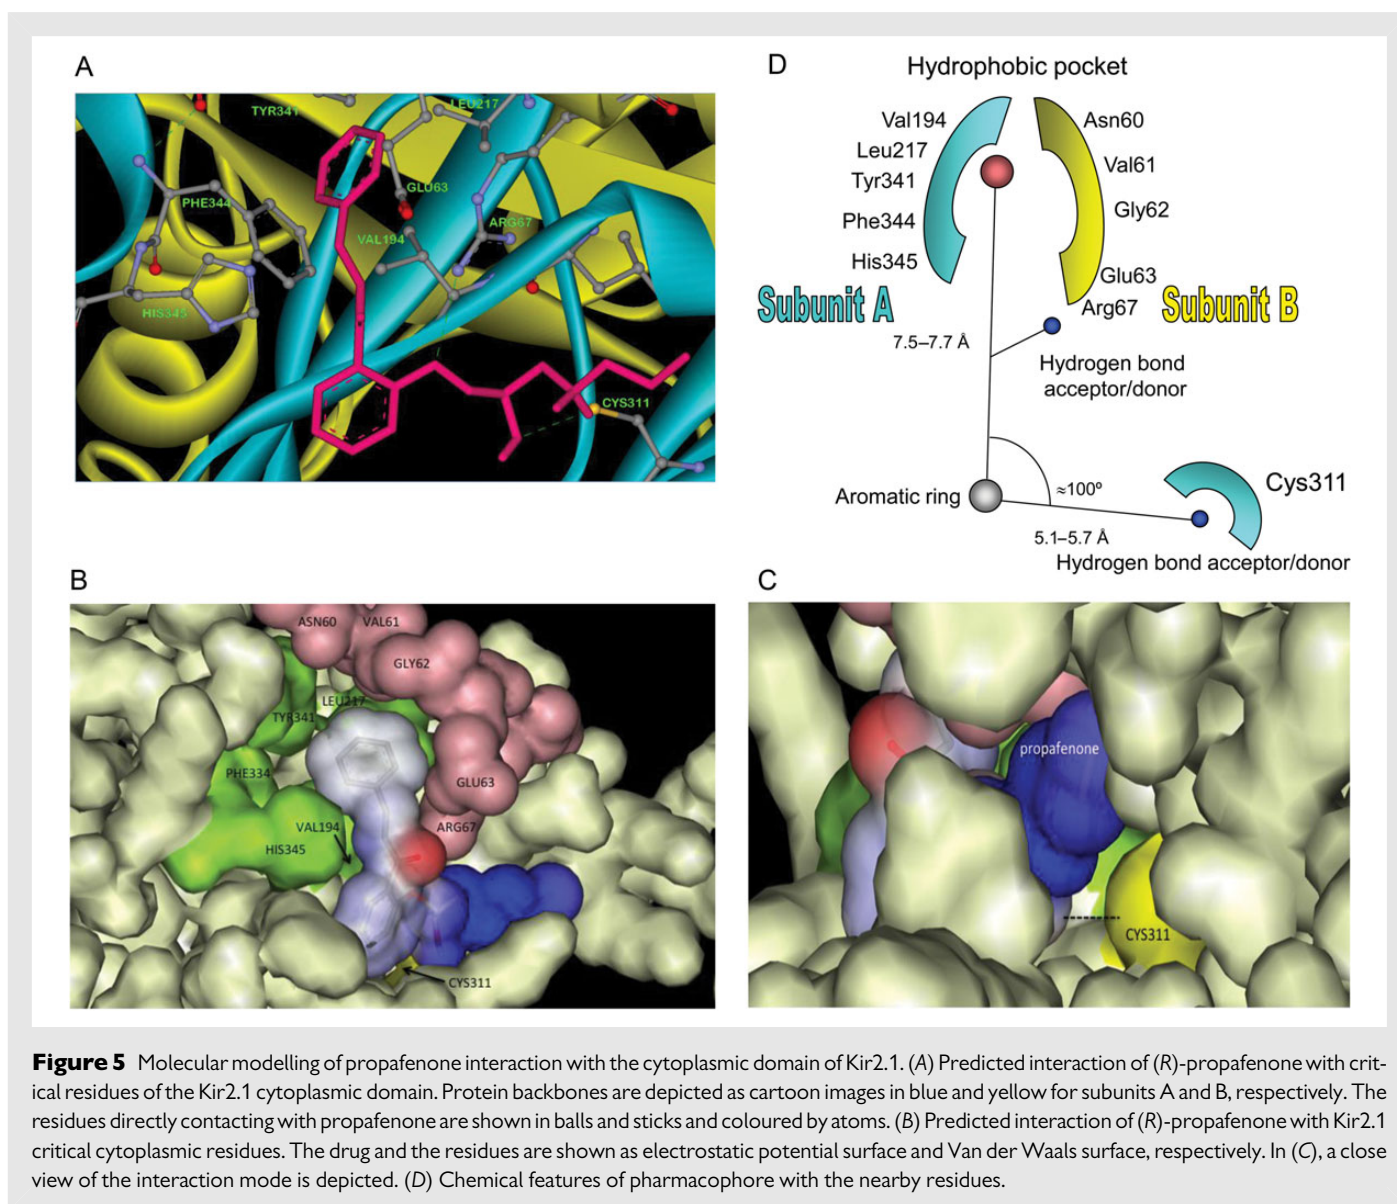 A
TYR341
LEU217
GLU63
PHE344
ARG67
VAL194
HIS345
CYS311
D
Hydrophobic pocket
Val194
Asn60
Leu217
Val61
Tyr341
Gly62
Phe344
His345
Glu63
Arg67
Subunit A
Subunit B
7.5–7.7 Å
Hydrogen bond
acceptor/donor
Aromatic ring
≈100º
Cys311
5.1–5.7 Å
Hydrogen bond acceptor/donor
B
ASN60
VAL61
GLY62
LEU217
TYR341
PHE334
GLU63
VAL194
ARG67
HIS345
CYS311
C
propafenone
CYS311
Figure 5 Molecular modelling of propafenone interaction with the cytoplasmic domain of Kir2.1. (A) Predicted interaction of (R)-propafenone with crit-
ical residues of the Kir2.1 cytoplasmic domain. Protein backbones are depicted as cartoon images in blue and yellow for subunits A and B, respectively. The
residues directly contacting with propafenone are shown in balls and sticks and coloured by atoms. (B) Predicted interaction of (R)-propafenone with Kir2.1
critical cytoplasmic residues. The drug and the residues are shown as electrostatic potential surface and Van der Waals surface, respectively. In (C), a close
view of the interaction mode is depicted. (D) Chemical features of pharmacophore with the nearby residues.